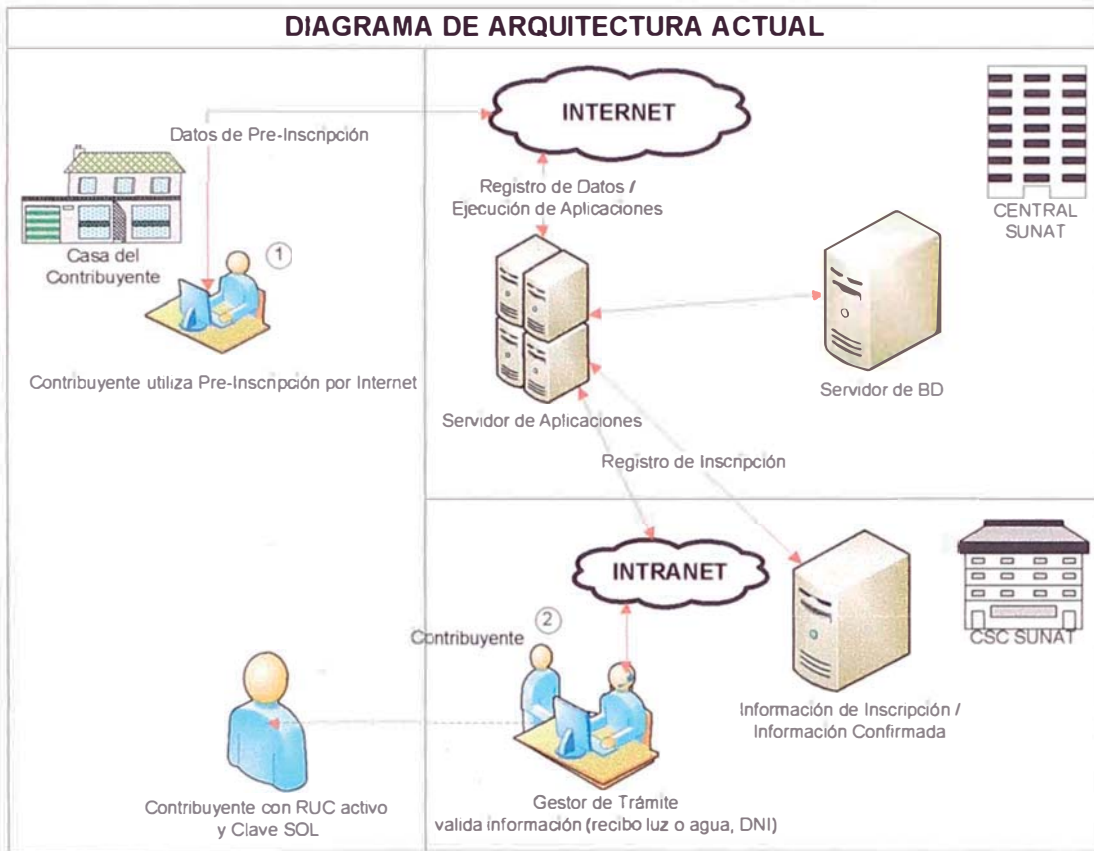 DIAGRAMA DE ARQUITECTURA ACTUAL
INTERNET
Datos de Pre-Inscripción
Registro de Datos /
Ejecución de Aplicaciones
CENTRAL
SUNAT
Casa del
Contribuyente
1
Contribuyente utiliza Pre-Inscripción por Internet
Servidor de BD
Servidor de Aplicaciones
Registro de Inscripción
INTRANET
Contribuyente
2
CSC SUNAT
Información de Inscripción /
Información Confirmada
Contribuyente con RUC activo
y Clave SOL
Gestor de Trámite
valida información (recibo luz o agua, DNI)